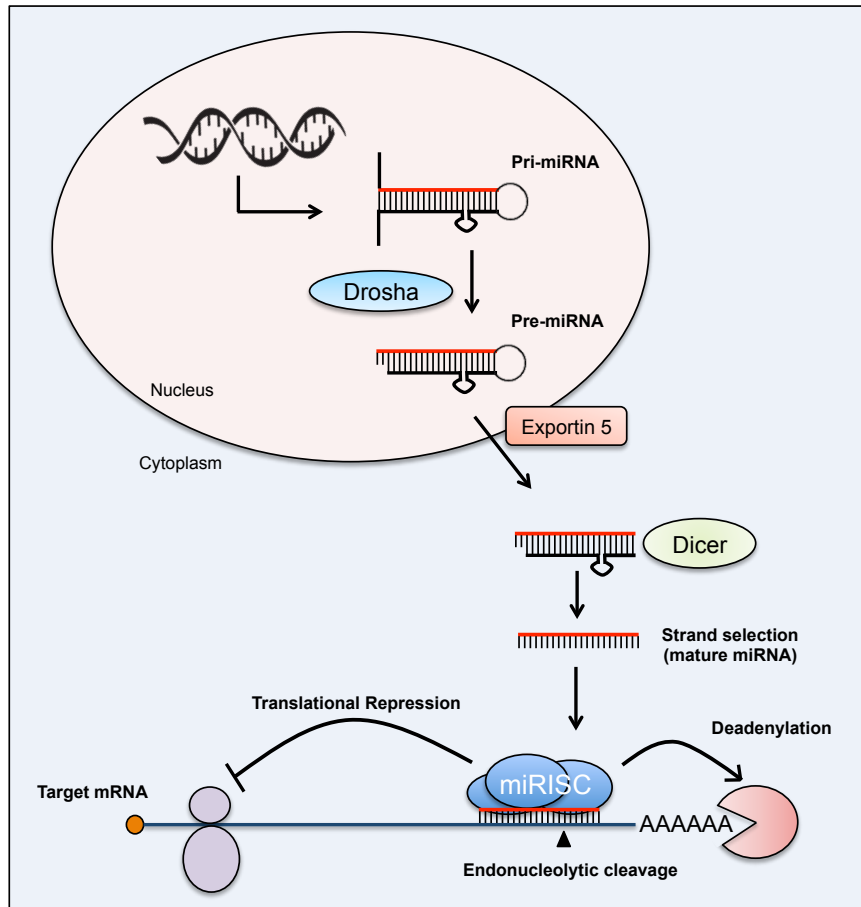 Pri-miRNA
Drosha
Pre-miRNA
Nucleus
Exportin 5
Cytoplasm
Dicer
Strand selection
(mature miRNA)
Translational Repression
Deadenylation
miRISC
Target mRNA
AAAAAA
Endonucleolytic cleavage